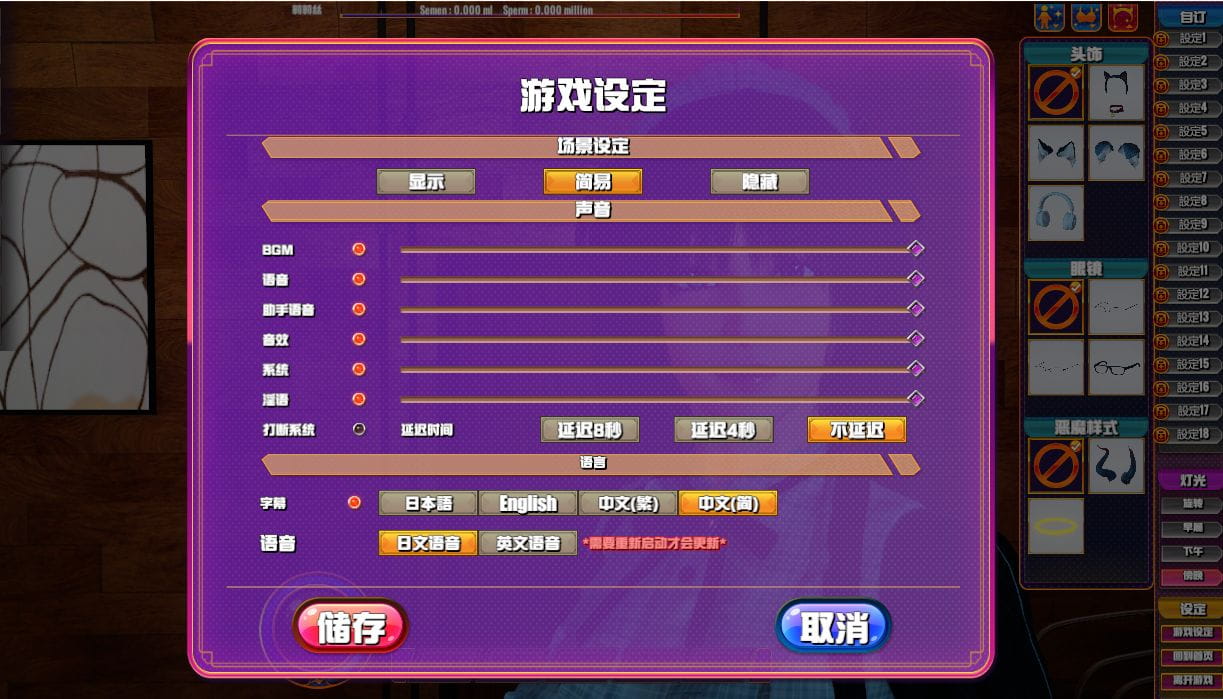 Semen : 0.000 ml Sperm : 0.000 million
游戏设定
场景设定
显示 简易 隐藏
声音
BGM
语音
助手语音
音效
系统
淫语
打断系统 延迟时间 延迟8秒 延迟4秒 不延迟
语言
字幕 日本語 English 中文(繁) 中文(简)
语音 日文语音 英文语音 *需要重新启动才会更新*
储存 取消
头饰
眼镜
恶魔样式
自订
設定1
設定2
設定3
設定4
設定5
設定6
設定7
設定8
設定9
設定10
設定11
設定12
設定13
設定14
設定15
設定16
設定17
設定18
灯光
旋转
早晨
下午
傍晚
设定
游戏设定
回到首页
离开游戏